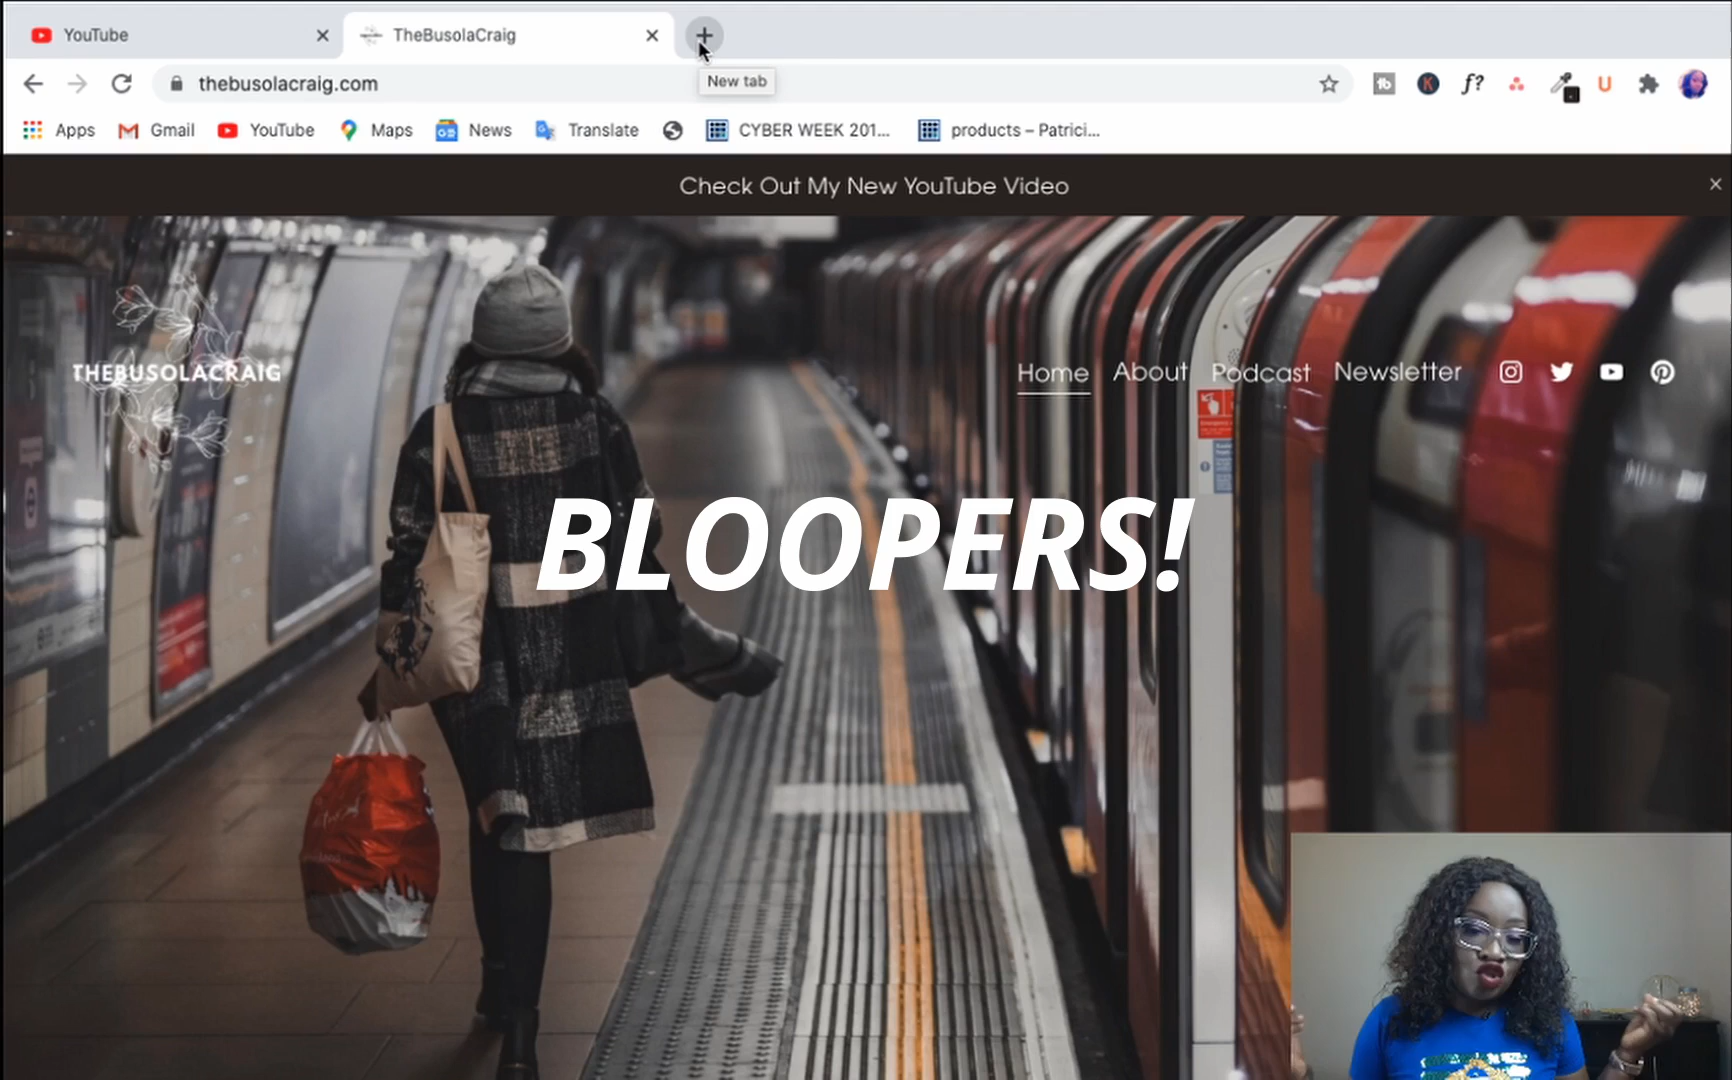 YouTube
TheBusolaCraig
New tab
thebusolacraig.com
f?
Apps
Gmail
YouTube
Maps
News
Translate
CYBER WEEK 201...
products – Patrici...
Check Out My New YouTube Video
THEBUSOLACRAIG
Home
About
Podcast
Newsletter
BLOOPERS!